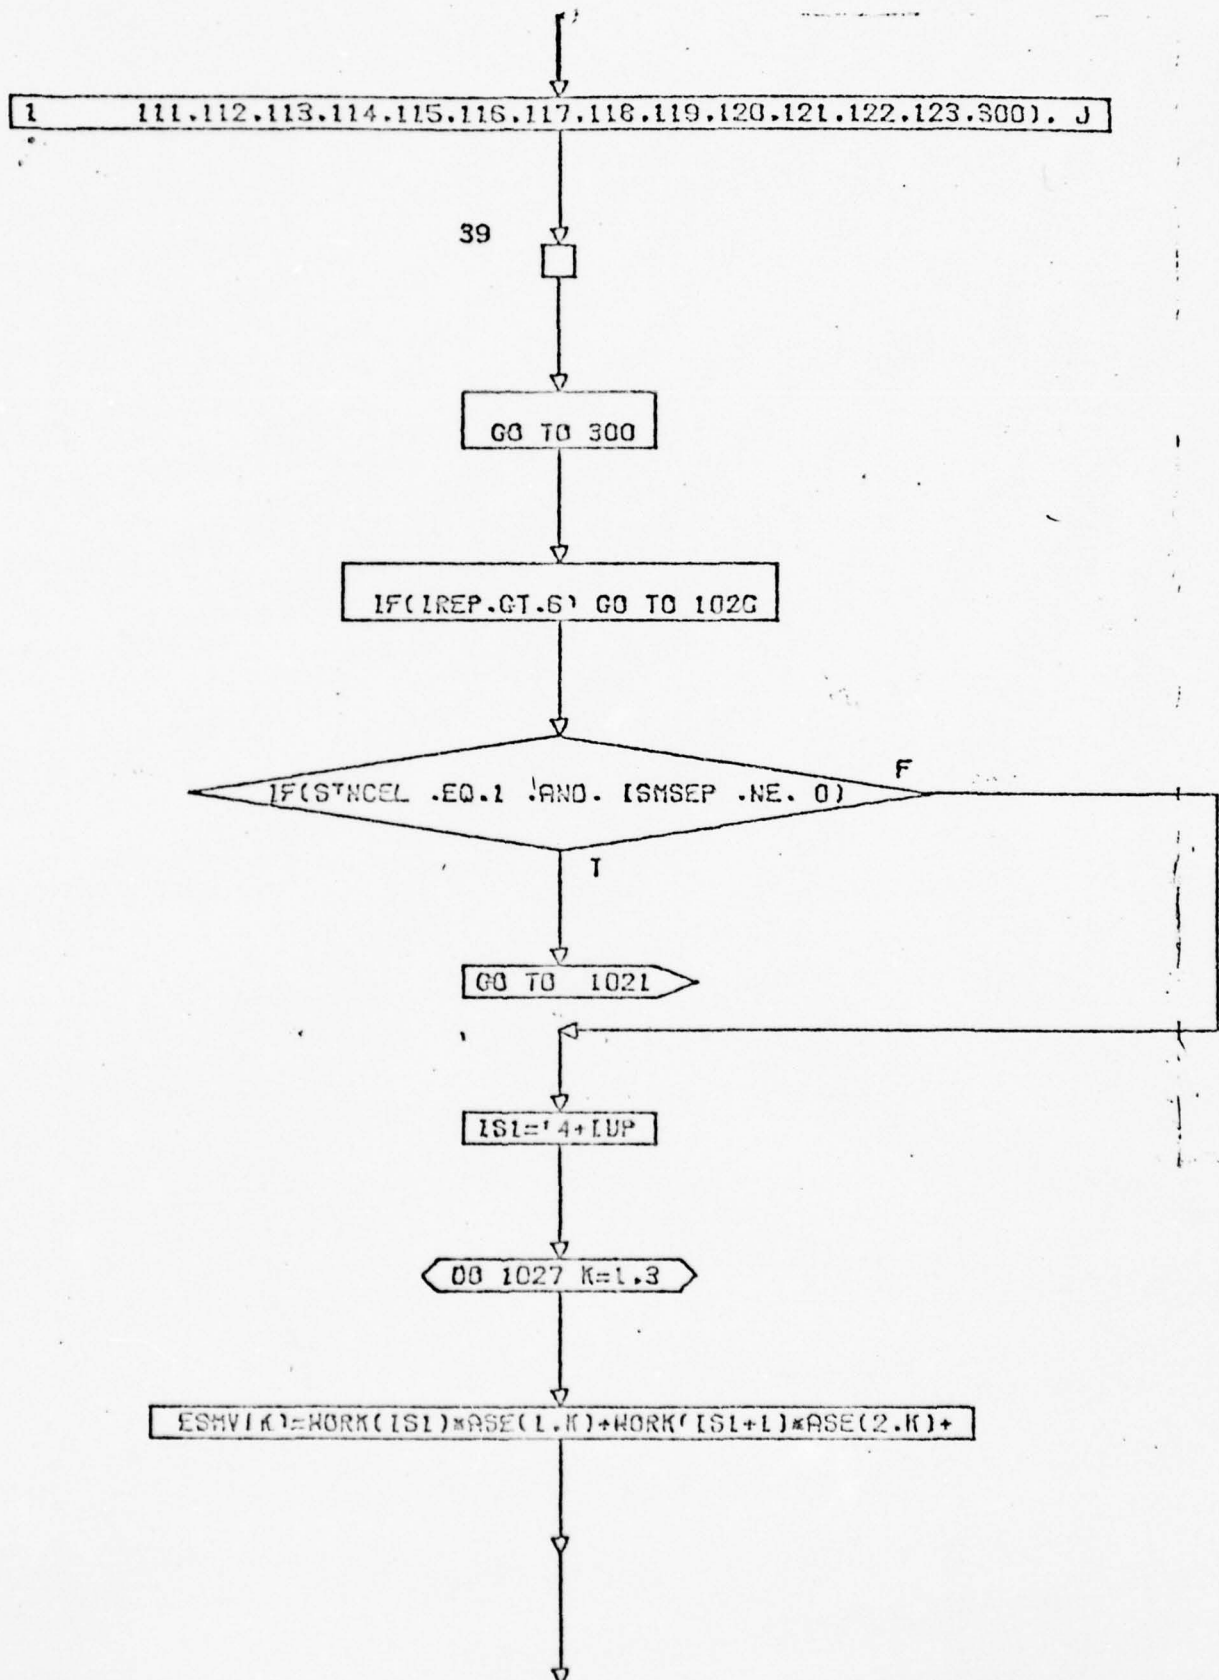 1 111.112.113.114.115.116.117.118.119.120.121.122.123.300). J
39
GO TO 300
IF(IREP.GT.6) GO TO 102G
IF(STNCEL .EQ.1 .AND. ISMSEP .NE. 0)
F
T
GO TO 1021
IS1='4+IUP
DO 1027 K=1.3
ESMV(K)=WORK(IS1)*ASE(1.K)+WORK(IS1+1)*ASE(2.K)+